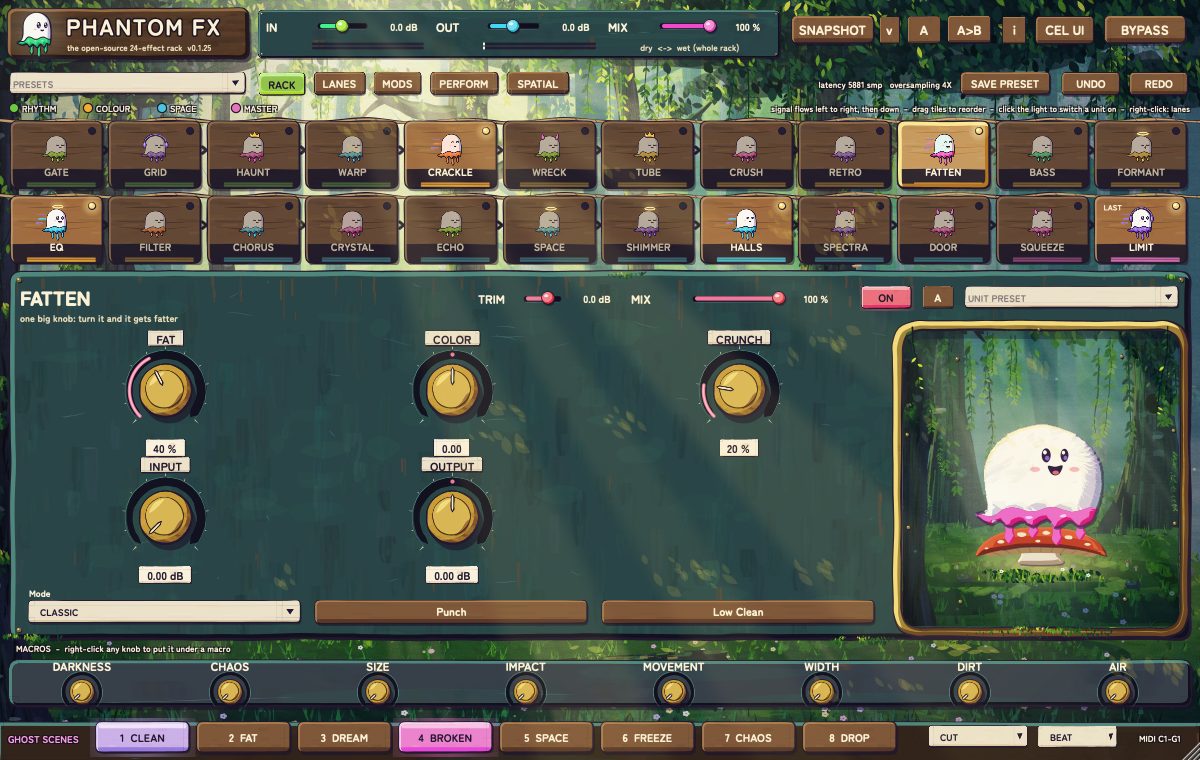 PHANTOM FX
the open-source 24-effect rack v0.1.25
IN 0.0 dB OUT 0.0 dB MIX 100 %
dry <-> wet (whole rack)
SNAPSHOT v A A>B i CEL UI BYPASS
PRESETS RACK LANES MODS PERFORM SPATIAL
latency 5881 smp oversampling 4X SAVE PRESET UNDO REDO
RHYTHM COLOUR SPACE MASTER
signal flows left to right, then down - drag tiles to reorder - click the light to switch a unit on - right-click: lanes
GATE GRID HAUNT WARP CRACKLE WRECK TUBE CRUSH RETRO FATTEN BASS FORMANT
LAST
EQ FILTER CHORUS CRYSTAL ECHO SPACE SHIMMER HALLS SPECTRA DOOR SQUEEZE LIMIT
FATTEN
one big knob: turn it and it gets fatter
TRIM 0.0 dB MIX 100 % ON A UNIT PRESET
FAT COLOR CRUNCH
40 % 0.00 20 %
INPUT OUTPUT
0.00 dB 0.00 dB
Mode
CLASSIC Punch Low Clean
MACROS - right-click any knob to put it under a macro
DARKNESS CHAOS SIZE IMPACT MOVEMENT WIDTH DIRT AIR
GHOST SCENES 1 CLEAN 2 FAT 3 DREAM 4 BROKEN 5 SPACE 6 FREEZE 7 CHAOS 8 DROP CUT BEAT MIDI C1-G1